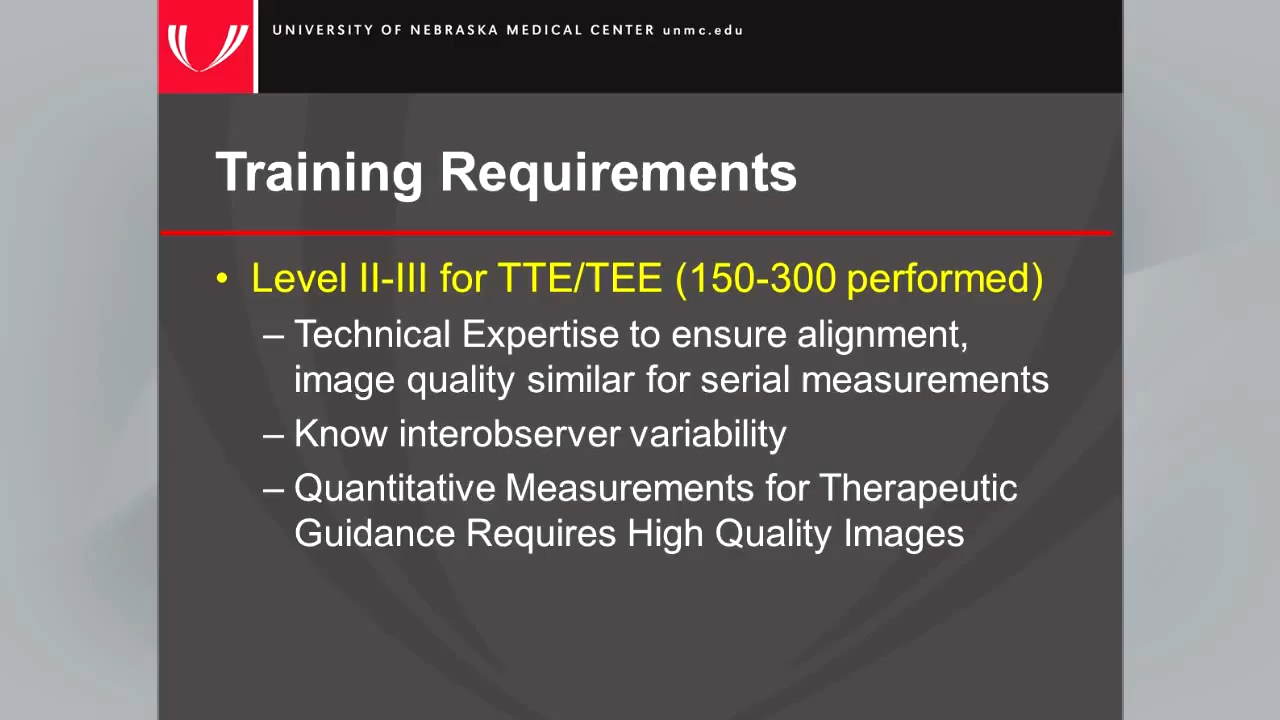 UNIVERSITY OF NEBRASKA MEDICAL CENTER unmc.edu
Training Requirements
• Level II-III for TTE/TEE (150-300 performed)
– Technical Expertise to ensure alignment,
image quality similar for serial measurements
– Know interobserver variability
– Quantitative Measurements for Therapeutic
Guidance Requires High Quality Images